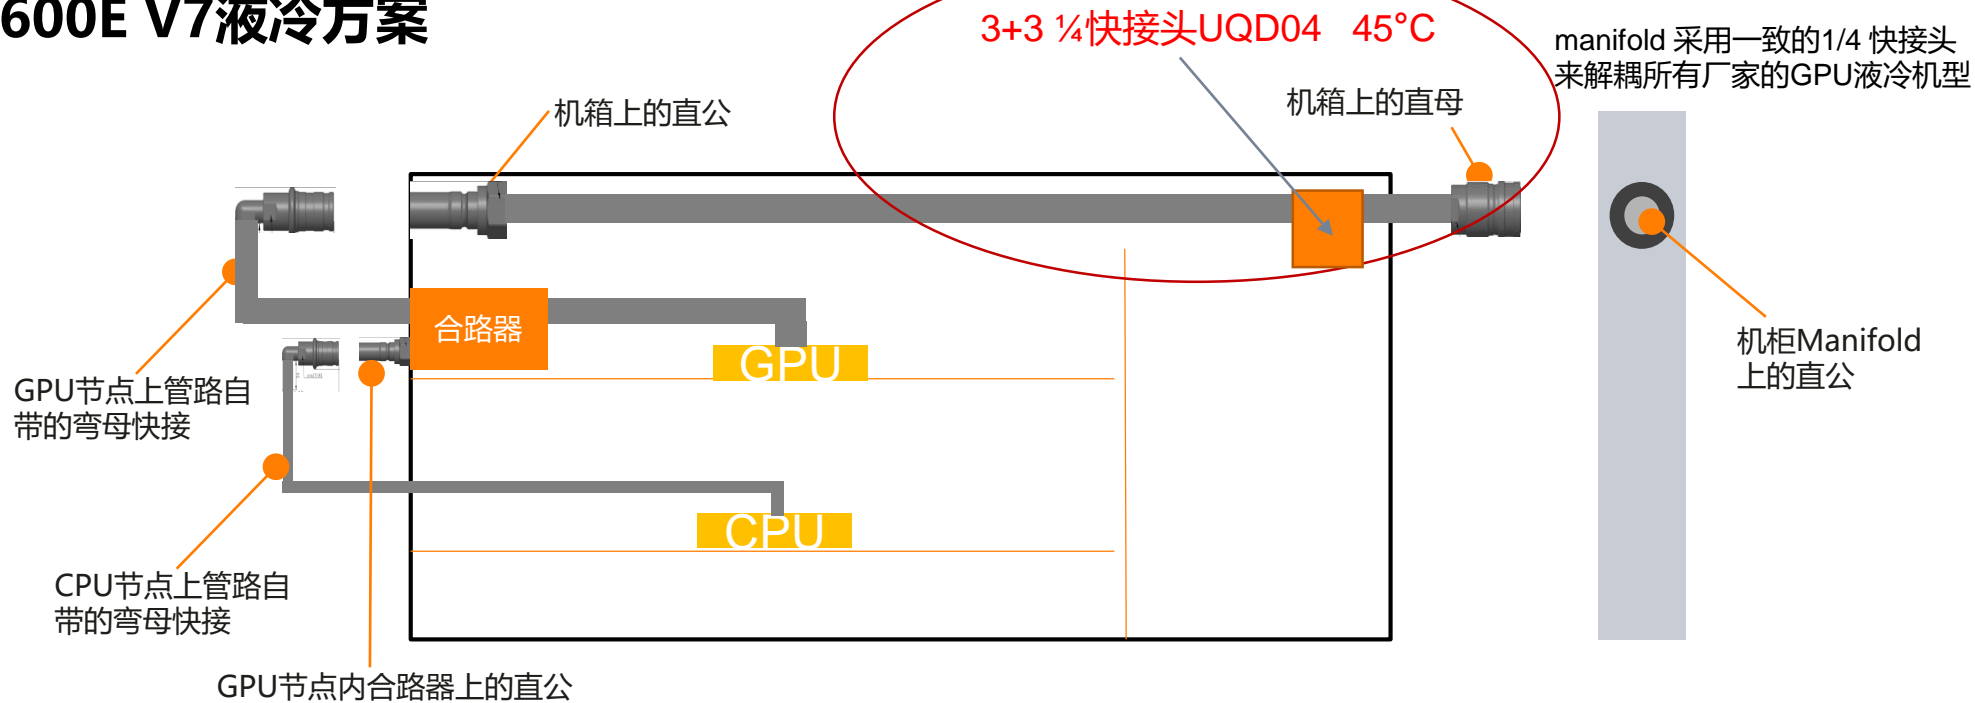 600E V7液冷方案
3+3 ¼快接头UQD04 45°C
manifold 采用一致的1/4 快接头
来解耦所有厂家的GPU液冷机型
机箱上的直公
机箱上的直母
合路器
GPU
机柜Manifold
上的直公
GPU节点上管路自
带的弯母快接
CPU
CPU节点上管路自
带的弯母快接
GPU节点内合路器上的直公